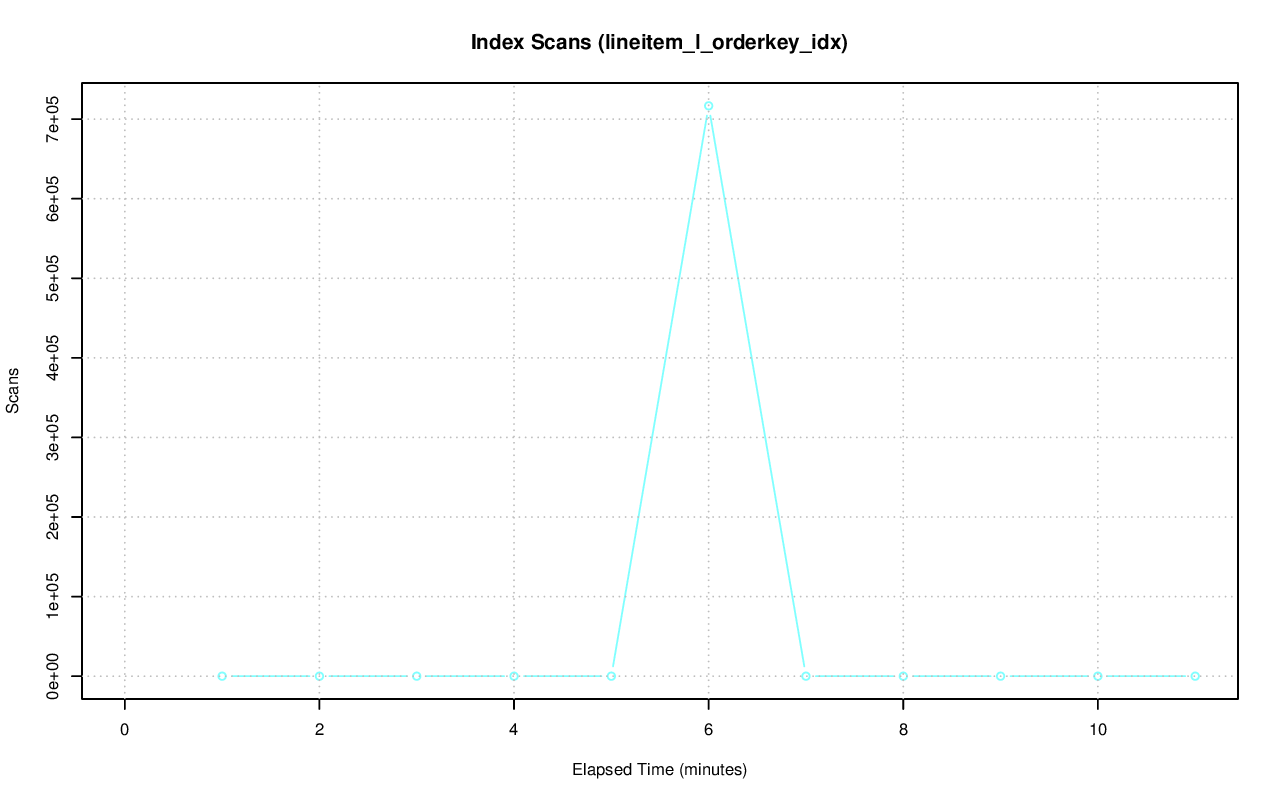 Index Scans (lineitem_l_orderkey_idx)
7e+05
6e+05
5e+05
4e+05
3e+05
2e+05
1e+05
0e+00
Scans
0 2 4 6 8 10
Elapsed Time (minutes)